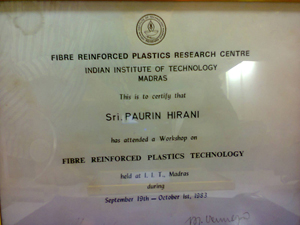 FIBRE REINFORCED PLASTICS RESEARCH CENTRE
INDIAN INSTITUTE OF TECHNOLOGY
MADRAS
This is to certify that
Sri. PAURIN HIRANI
has attended a Workshop on
FIBRE REINFORCED PLASTICS TECHNOLOGY
held at I. I. T., Madras
during
September 19th — October 1st, 1983